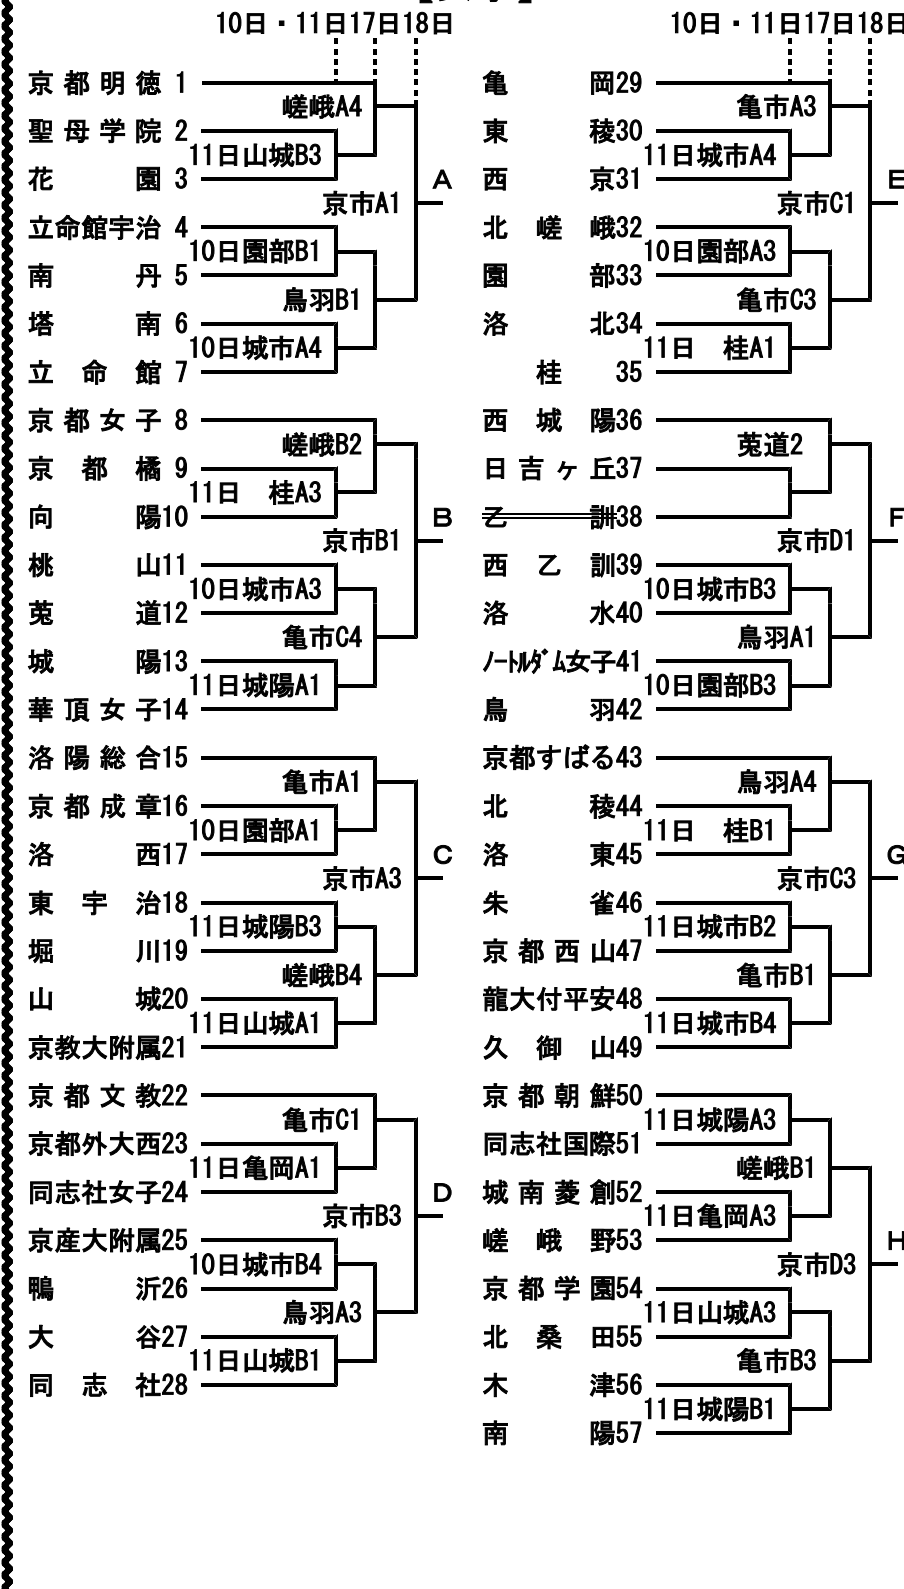 10日・11日17日18日
京都明徳 1
嵯峨A4
聖母学院 2
11日山城B3
花園 3
A
京市A1
立命館宇治 4
10日園部B1
南丹 5
鳥羽B1
塔南 6
10日城市A4
立命館 7
京都女子 8
嵯峨B2
京都橘 9
11日 桂A3
向陽10
B
京市B1
桃山11
10日城市A3
莵道12
亀市C4
城陽13
11日城陽A1
華頂女子14
洛陽総合15
亀市A1
京都成章16
10日園部A1
洛西17
C
京市A3
東宇治18
11日城陽B3
堀川19
嵯峨B4
山城20
11日山城A1
京教大附属21
京都文教22
亀市C1
京都外大西23
11日亀岡A1
同志社女子24
D
京市B3
京産大附属25
10日城市B4
鴨沂26
鳥羽A3
大谷27
11日山城B1
同志社28
10日・11日17日18日
亀岡29
亀市A3
東稜30
11日城市A4
西京31
E
京市C1
北嵯峨32
10日園部A3
園部33
亀市C3
洛北34
11日 桂A1
桂 35
西城陽36
莵道2
日吉ヶ丘37
乙訓38
F
京市D1
西乙訓39
10日城市B3
洛水40
鳥羽A1
ノートルダム女子41
10日園部B3
鳥羽42
京都すばる43
鳥羽A4
北稜44
11日 桂B1
洛東45
G
京市C3
朱雀46
11日城市B2
京都西山47
亀市B1
龍大付平安48
11日城市B4
久御山49
京都朝鮮50
11日城陽A3
同志社国際51
嵯峨B1
城南菱創52
11日亀岡A3
嵯峨野53
H
京市D3
京都学園54
11日山城A3
北桑田55
亀市B3
木津56
11日城陽B1
南陽57